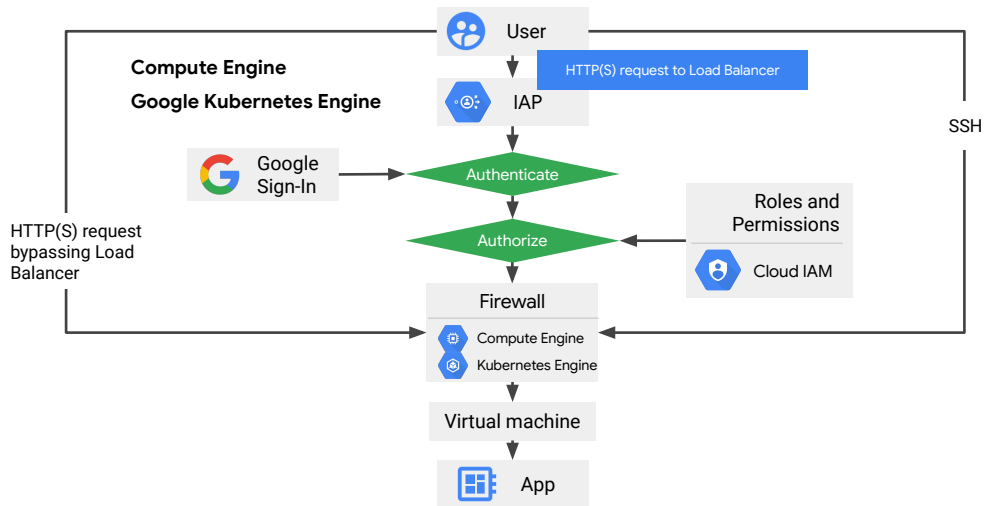 User
Compute Engine
Google Kubernetes Engine
HTTP(S) request to Load Balancer
IAP
SSH
Google
Sign-In
Authenticate
Roles and
Permissions
Cloud IAM
Authorize
HTTP(S) request
bypassing Load
Balancer
Firewall
Compute Engine
Kubernetes Engine
Virtual machine
App